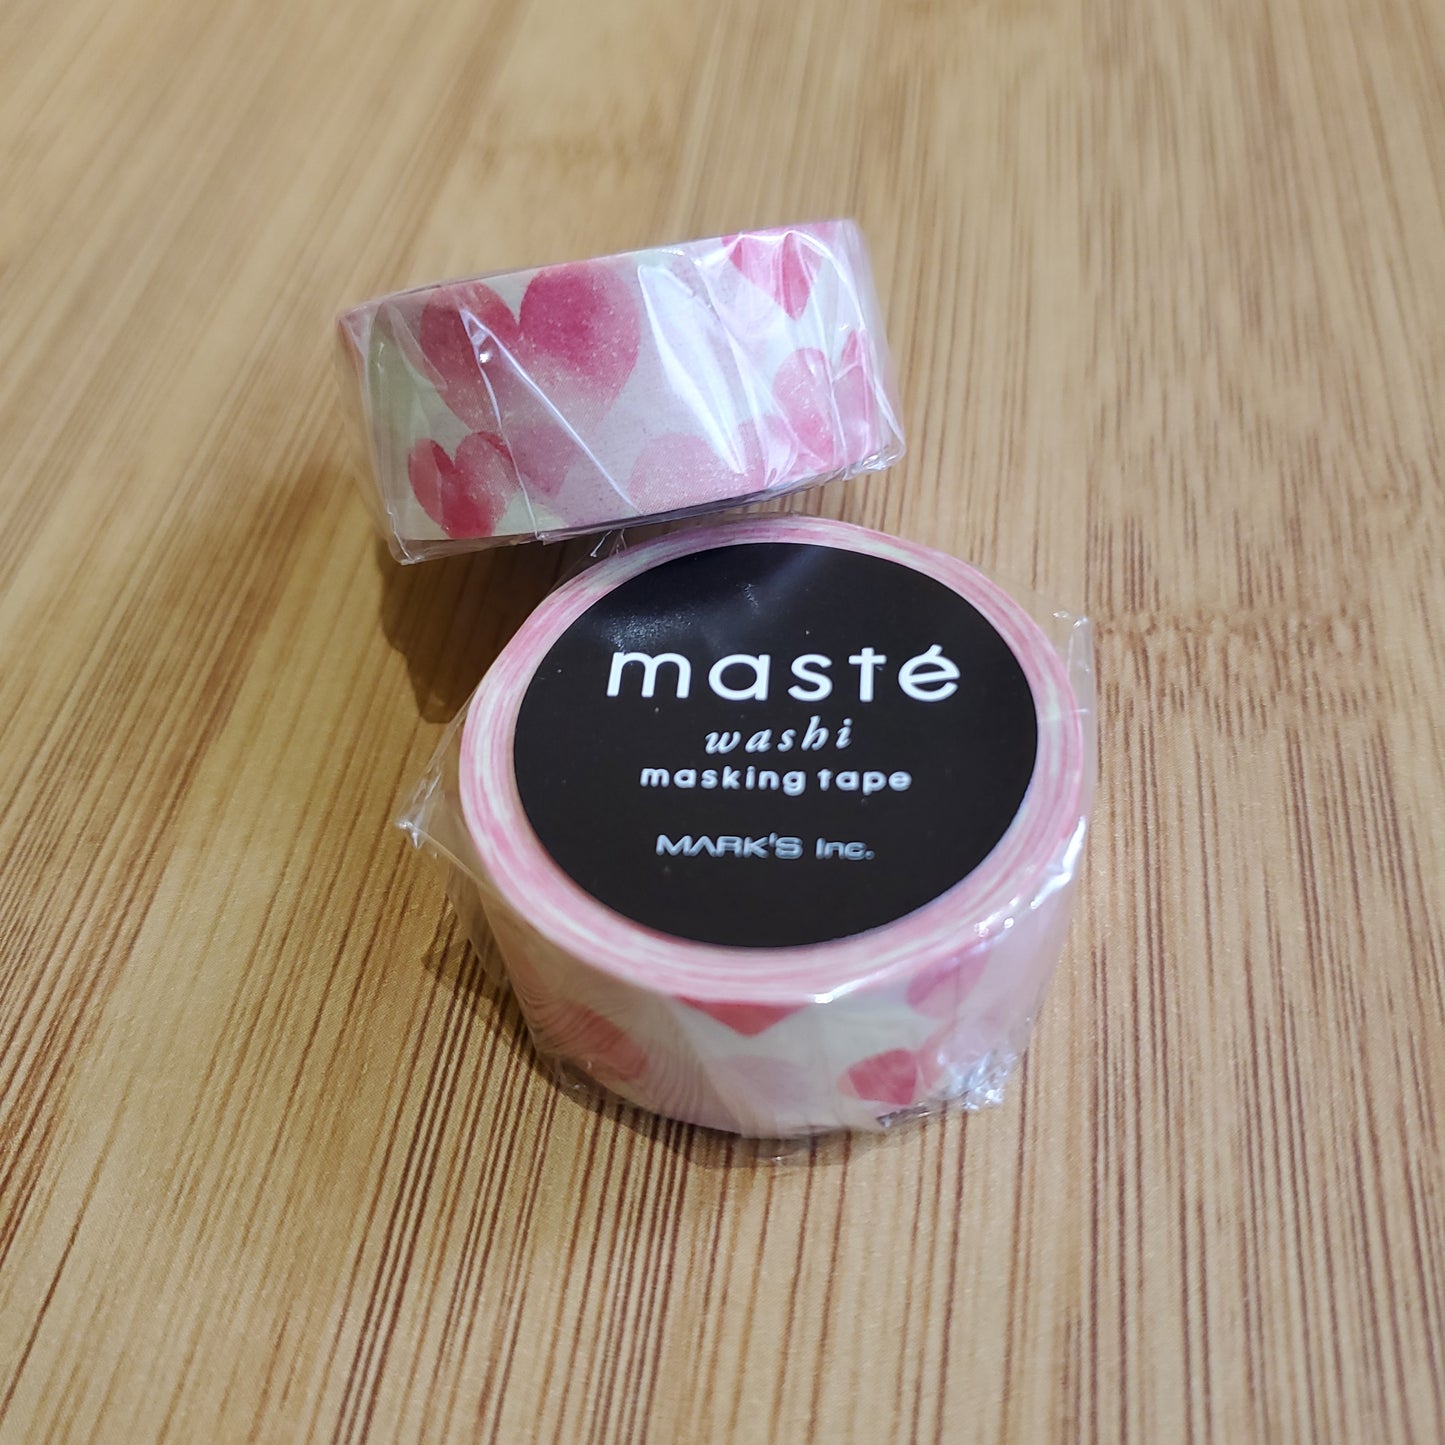 masté
washi
masking tape
MARK'S Inc.